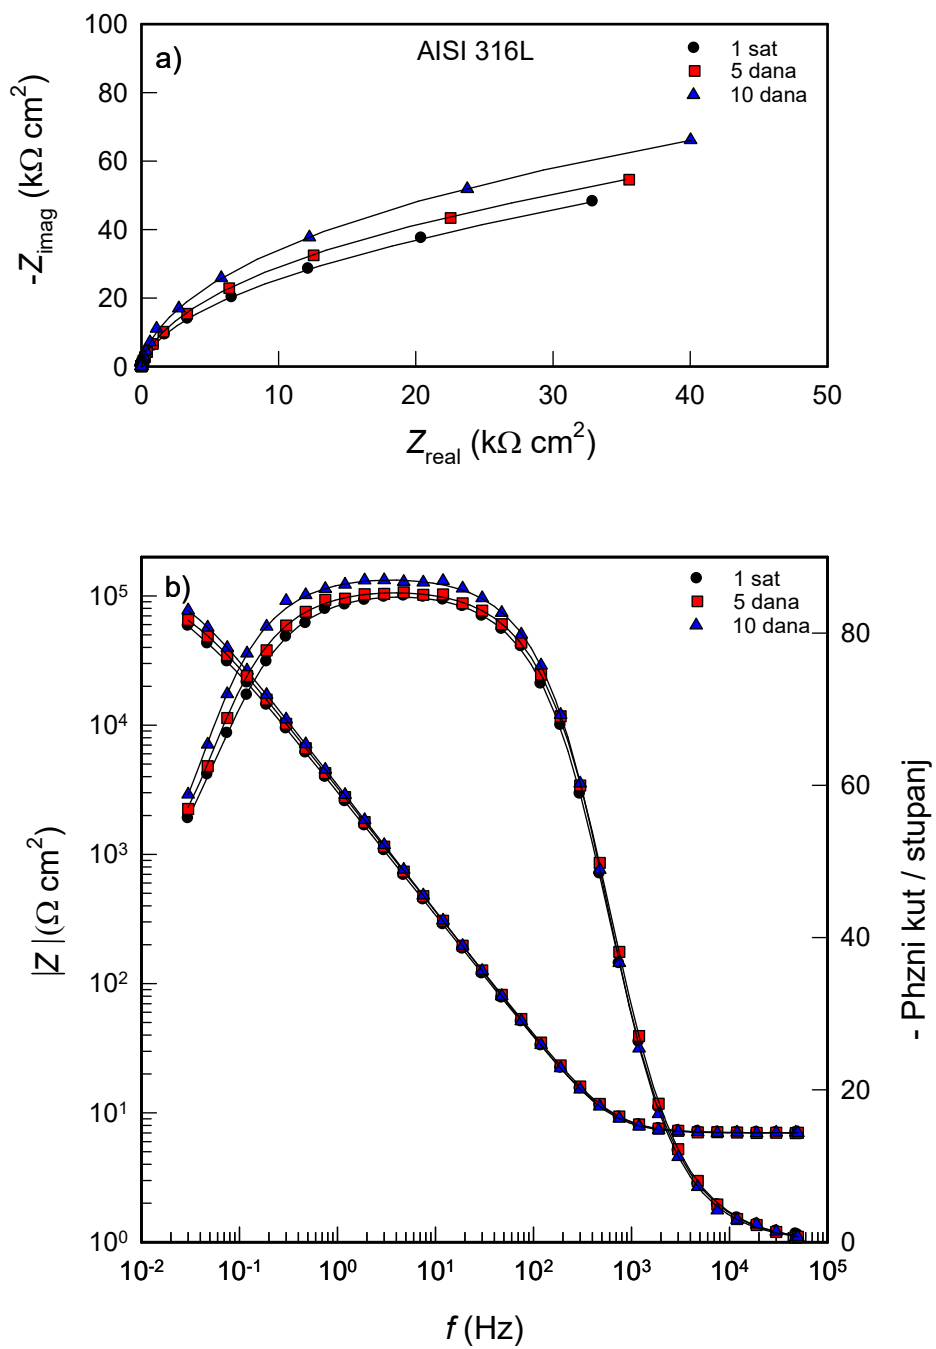 a)
AISI 316L
1 sat
5 dana
10 dana
100
80
60
40
20
0
-Zimag (kΩ cm²)
0 10 20 30 40 50
Zreal (kΩ cm²)
b)
1 sat
5 dana
10 dana
10⁵
10⁴
10³
10²
10¹
10⁰
|Z|(Ω cm²)
80
60
40
20
0
- Phzni kut / stupanj
10⁻² 10⁻¹ 10⁰ 10¹ 10² 10³ 10⁴ 10⁵
f (Hz)